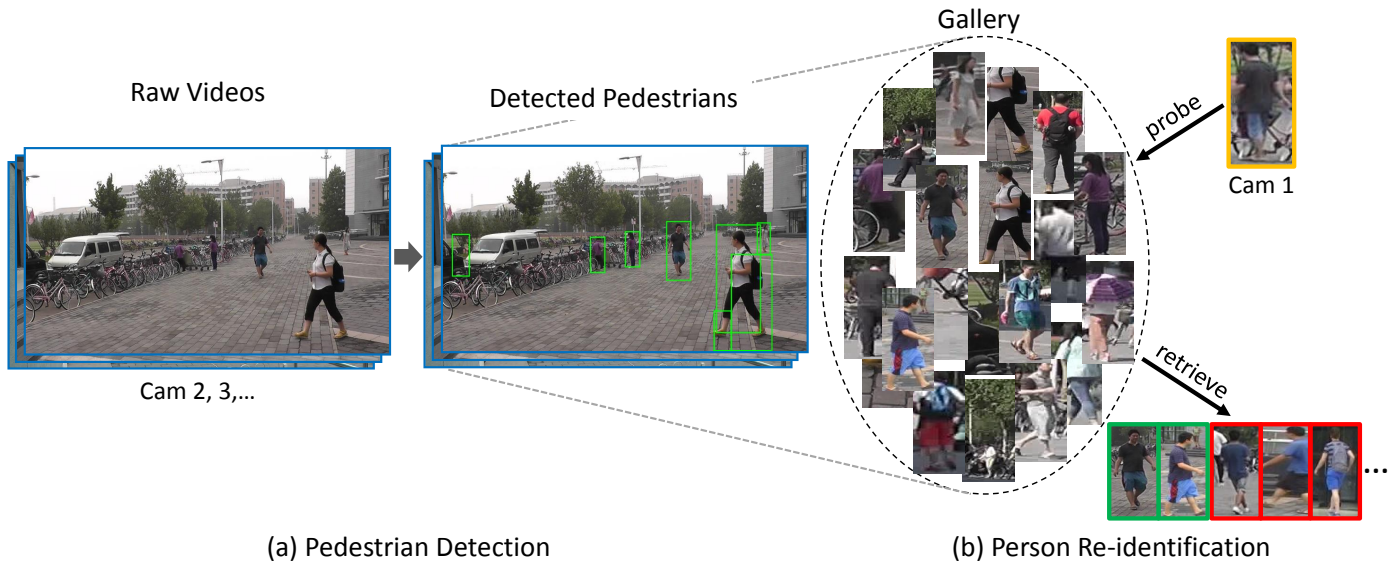 Gallery
Raw Videos
Detected Pedestrians
probe
Cam 1
Cam 2, 3,...
retrieve
...
(a) Pedestrian Detection
(b) Person Re-identification